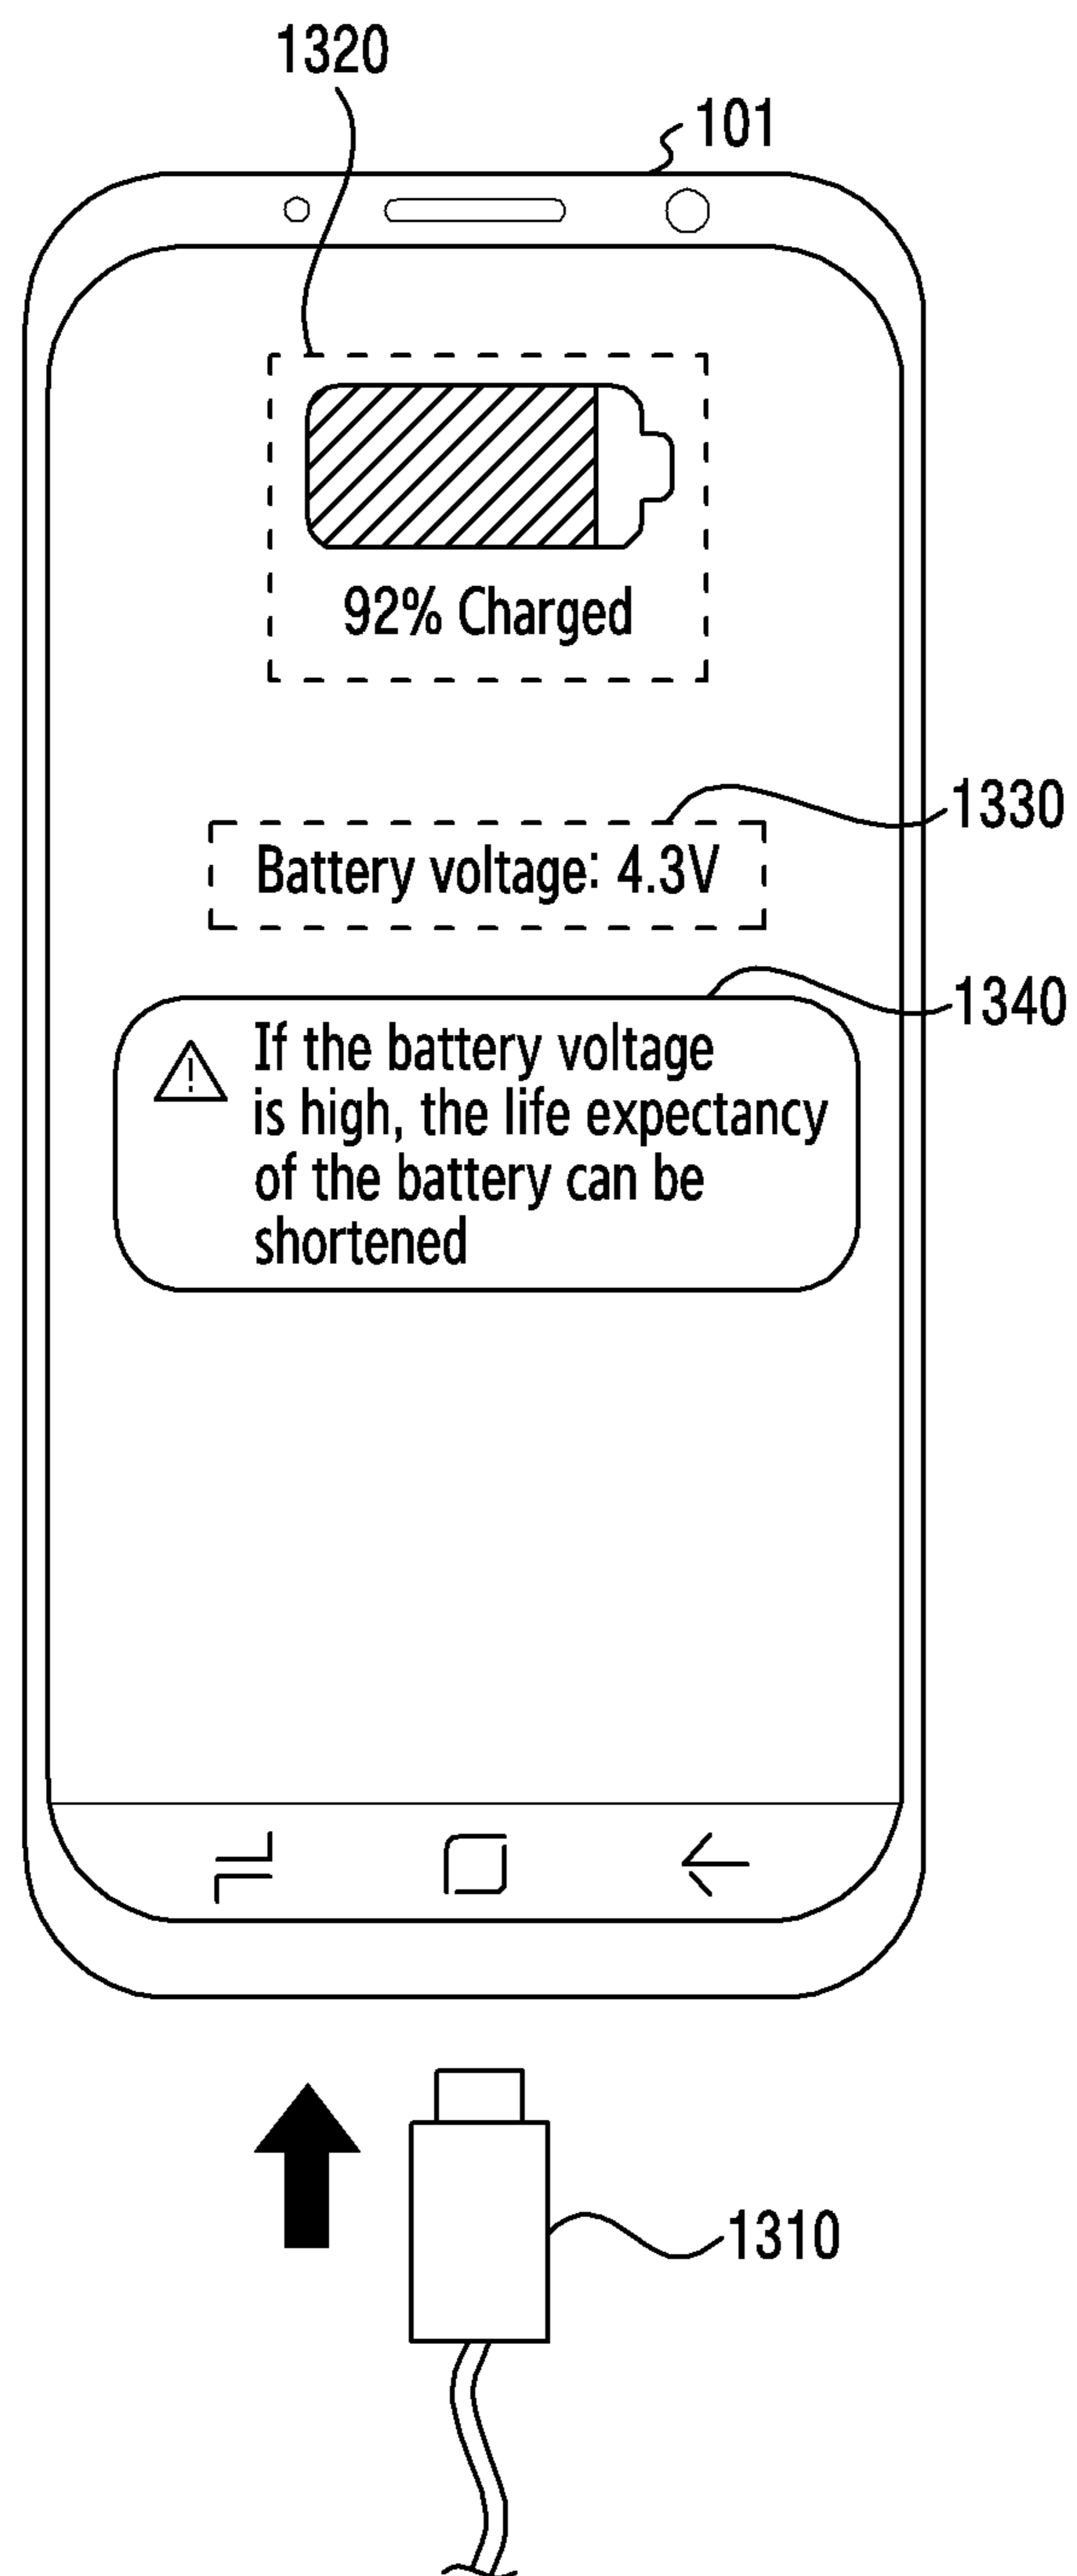 1320
101
92% Charged
1330
Battery voltage: 4.3V
1340
If the battery voltage
is high, the life expectancy
of the battery can be
shortened
1310